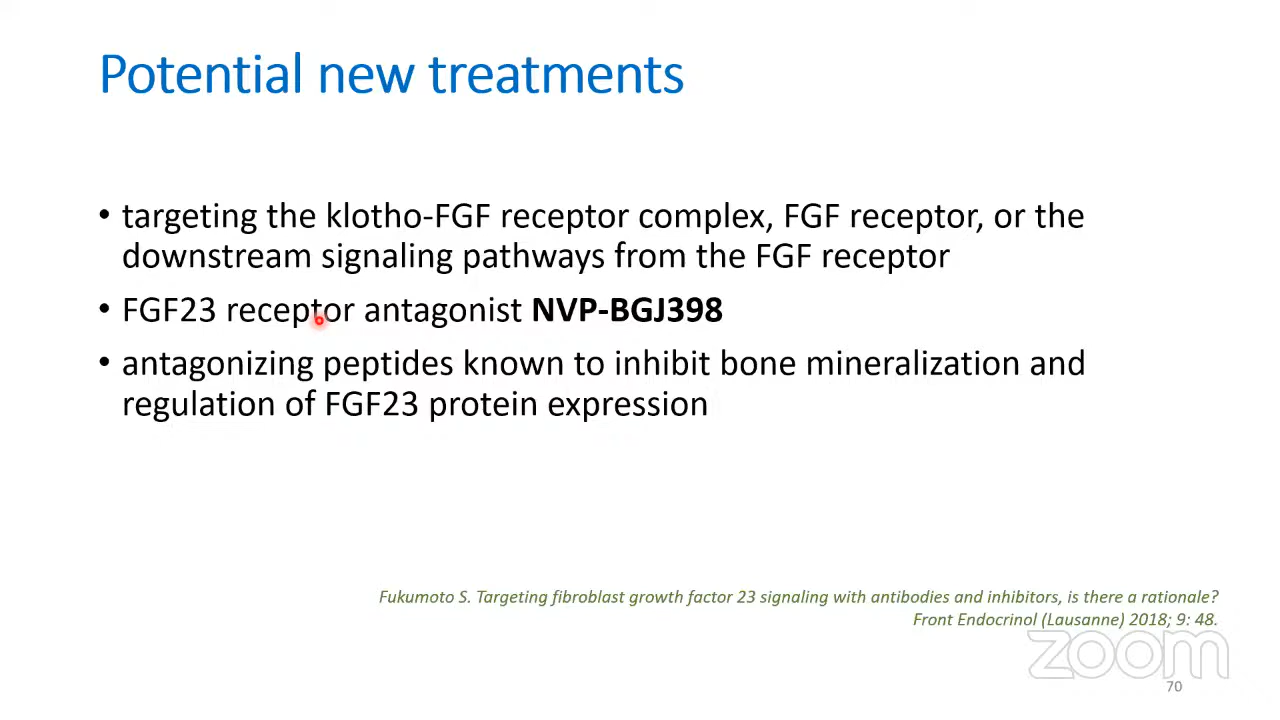 Potential new treatments
• targeting the klotho-FGF receptor complex, FGF receptor, or the
downstream signaling pathways from the FGF receptor
• FGF23 receptor antagonist NVP-BGJ398
• antagonizing peptides known to inhibit bone mineralization and
regulation of FGF23 protein expression
Fukumoto S. Targeting fibroblast growth factor 23 signaling with antibodies and inhibitors, is there a rationale?
Front Endocrinol (Lausanne) 2018; 9: 48.
zoom
70